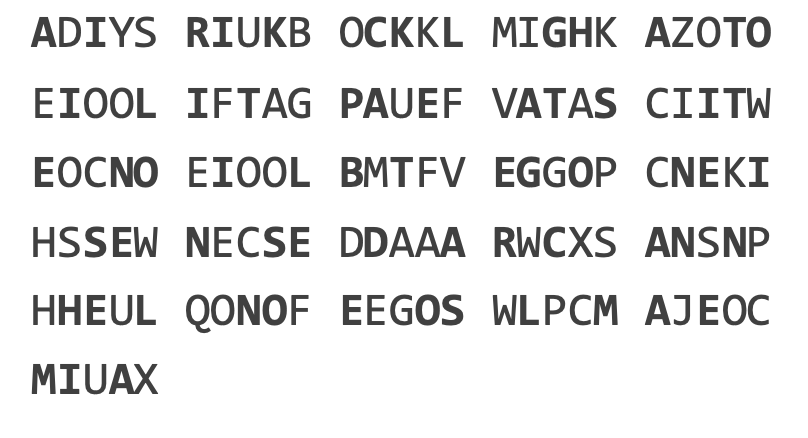 ADIYS RIUKB OCKKL MIGHK AZOTO
EIOOL IFTAG PAUEF VATAS CIITW
EOCNO EIOOL BMTFV EGGOP CNEKI
HSSEW NECSE DDAAA RWCXS ANSNP
HHEUL QONOF EEGOS WLPCM AJEOC
MIUAX